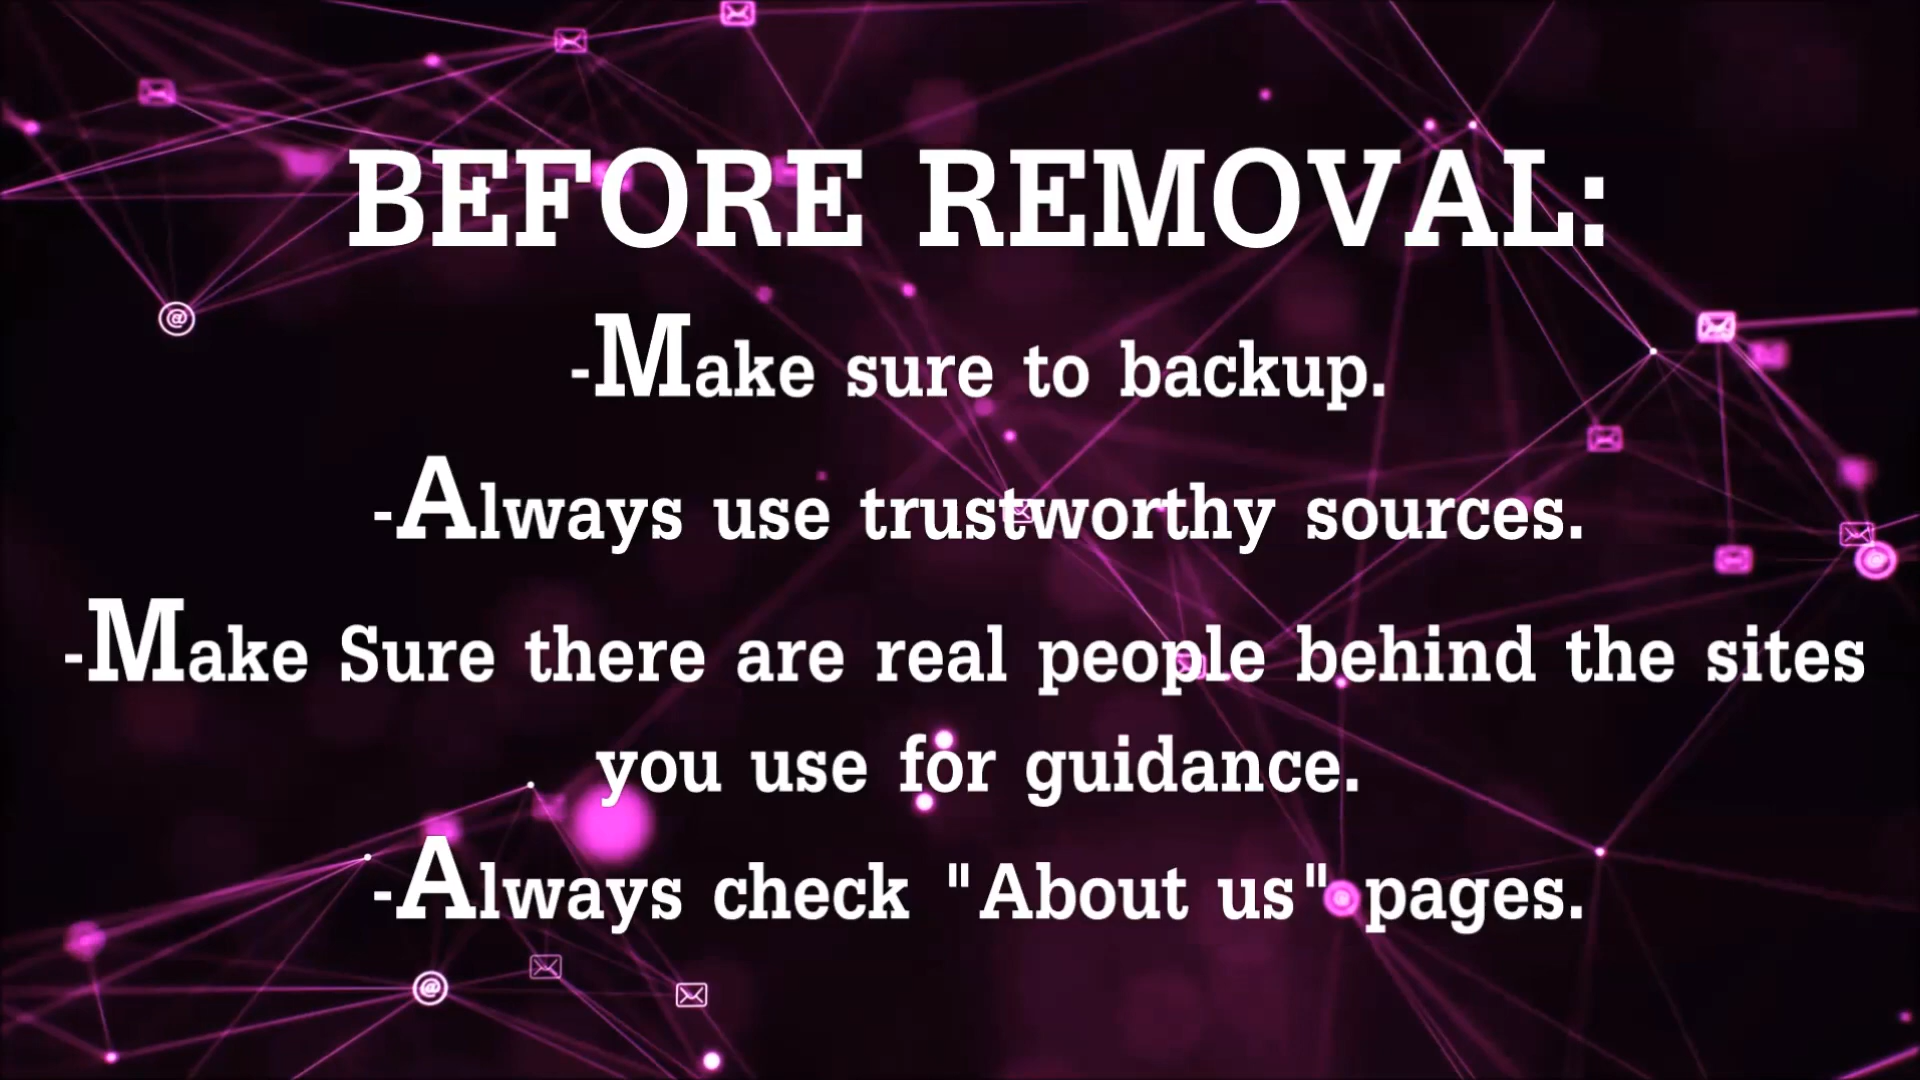 BEFORE REMOVAL:
-Make sure to backup.
-Always use trustworthy sources.
-Make Sure there are real people behind the sites
you use for guidance.
-Always check "About us" pages.